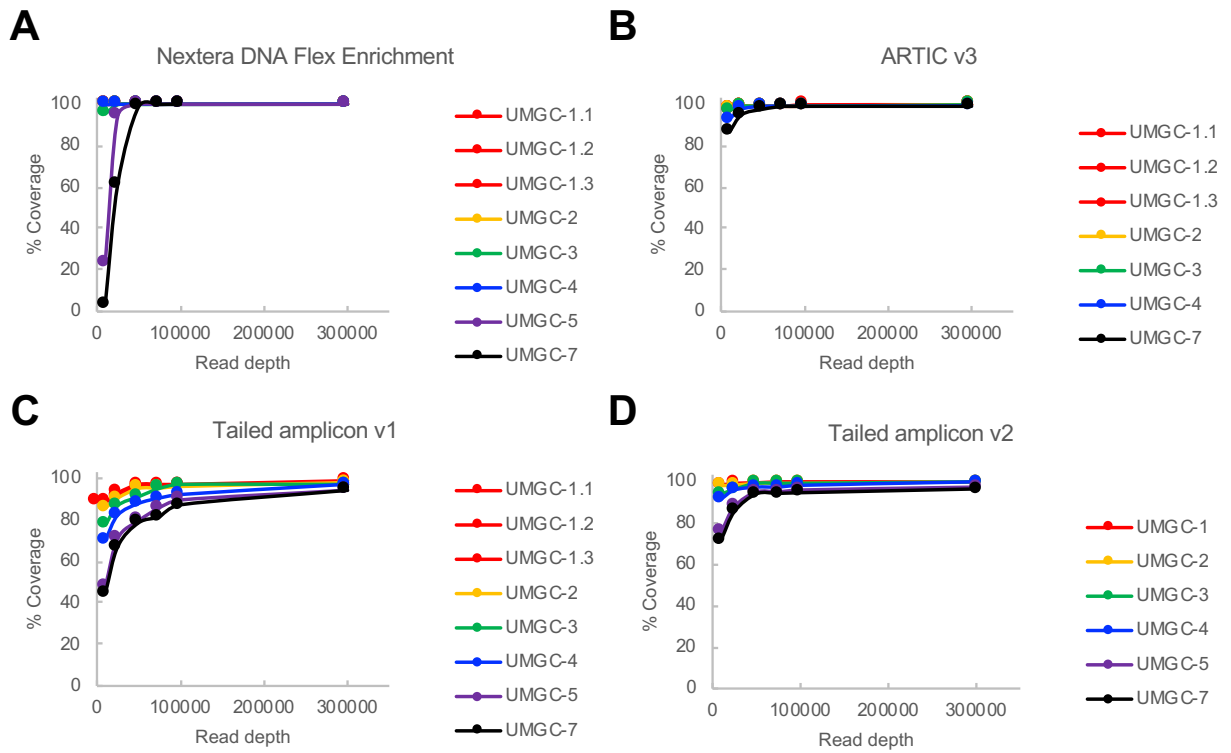 A
Nextera DNA Flex Enrichment
% Coverage
100
80
60
40
20
0
0 100000 200000 300000
Read depth
UMGC-1.1
UMGC-1.2
UMGC-1.3
UMGC-2
UMGC-3
UMGC-4
UMGC-5
UMGC-7
B
ARTIC v3
% Coverage
100
80
60
40
20
0
0 100000 200000 300000
Read depth
UMGC-1.1
UMGC-1.2
UMGC-1.3
UMGC-2
UMGC-3
UMGC-4
UMGC-7
C
Tailed amplicon v1
% Coverage
100
80
60
40
20
0
0 100000 200000 300000
Read depth
UMGC-1.1
UMGC-1.2
UMGC-1.3
UMGC-2
UMGC-3
UMGC-4
UMGC-5
UMGC-7
D
Tailed amplicon v2
% Coverage
100
80
60
40
20
0
0 100000 200000 300000
Read depth
UMGC-1
UMGC-2
UMGC-3
UMGC-4
UMGC-5
UMGC-7